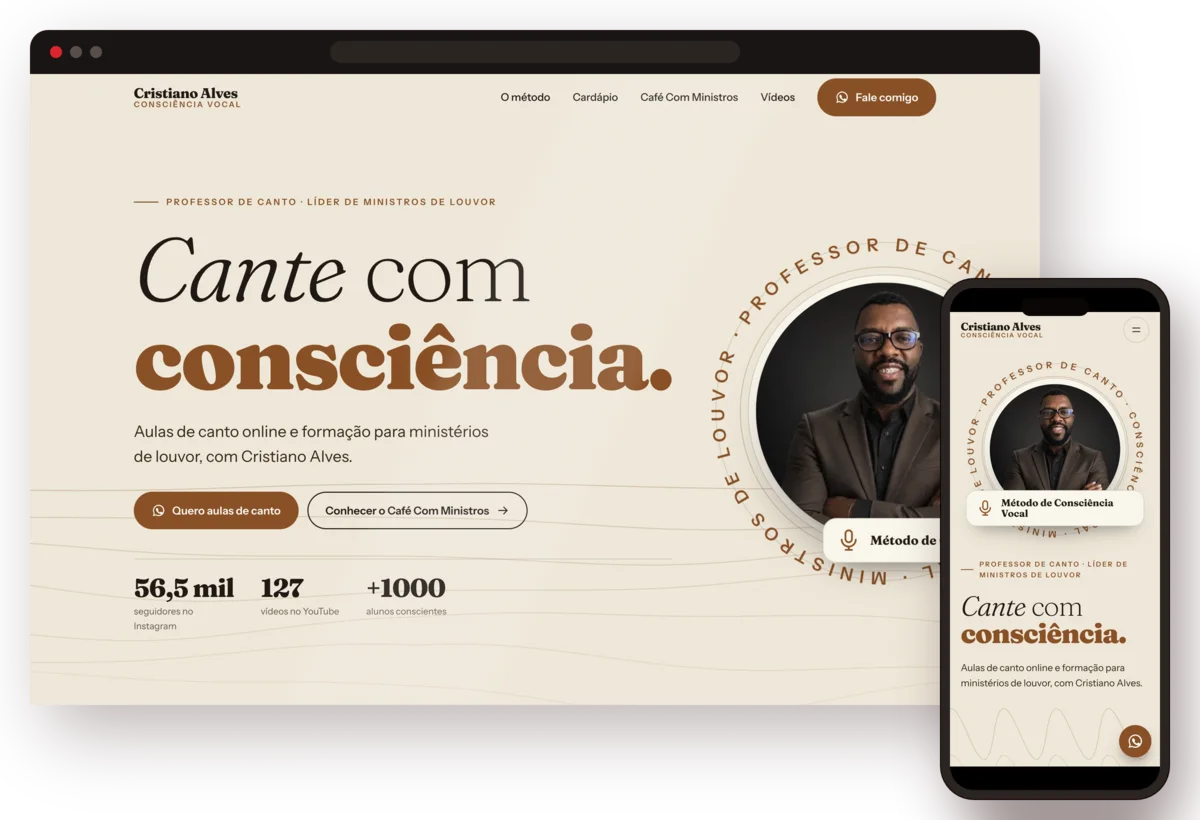 Cristiano Alves
CONSCIÊNCIA VOCAL
O método
Cardápio
Café Com Ministros
Vídeos
Fale comigo
PROFESSOR DE CANTO · LÍDER DE MINISTROS DE LOUVOR
Cante com
consciência.
Aulas de canto online e formação para ministérios
de louvor, com Cristiano Alves.
Quero aulas de canto
Conhecer o Café Com Ministros →
56,5 mil
seguidores no
Instagram
127
vídeos no YouTube
+1000
alunos conscientes
MINISTROS DE LOUVOR · PROFESSOR DE CAN
Método de
Cristiano Alves
CONSCIÊNCIA VOCAL
E LOUVOR · PROFESSOR DE CANTO · CONSCIÊNC
AL · MINIS
Método de Consciência
Vocal
PROFESSOR DE CANTO · LÍDER DE
MINISTROS DE LOUVOR
Cante com
consciência.
Aulas de canto online e formação para
ministérios de louvor, com Cristiano Alves.